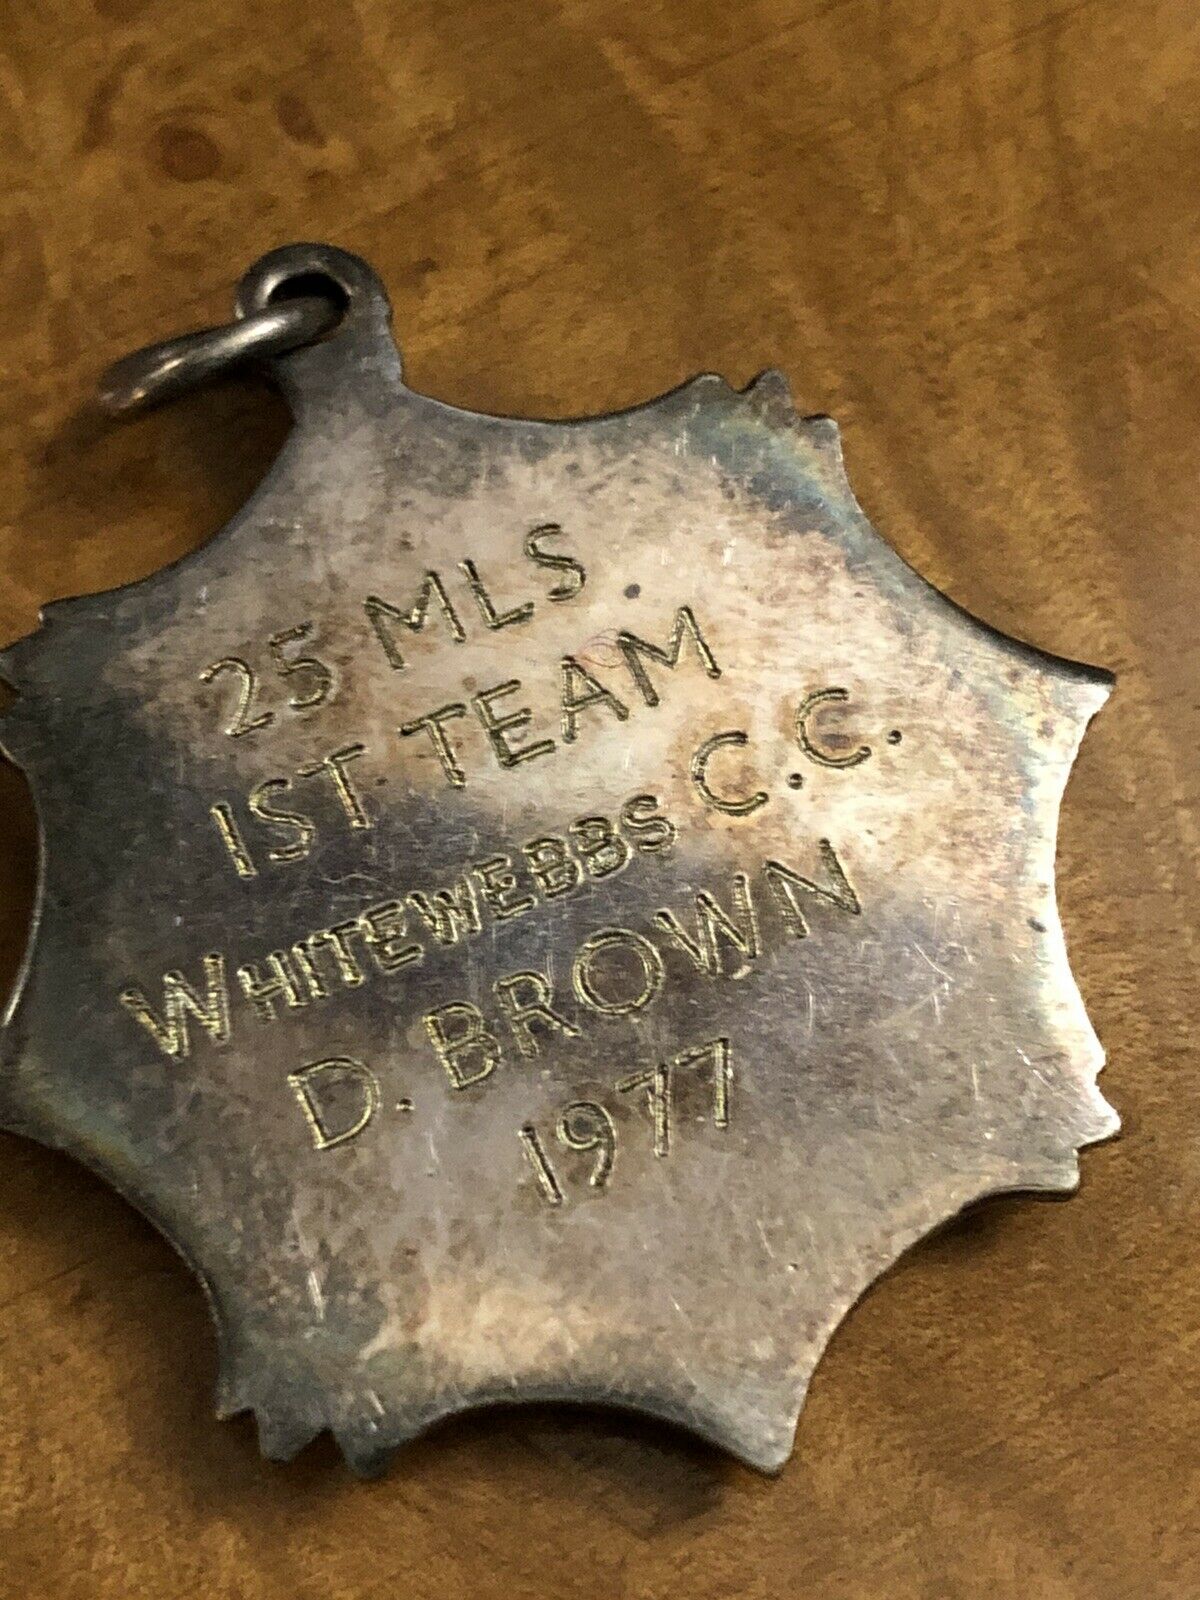 25 MLS.
1ST TEAM
WHITEWEBBS C.C.
D. BROWN
1977